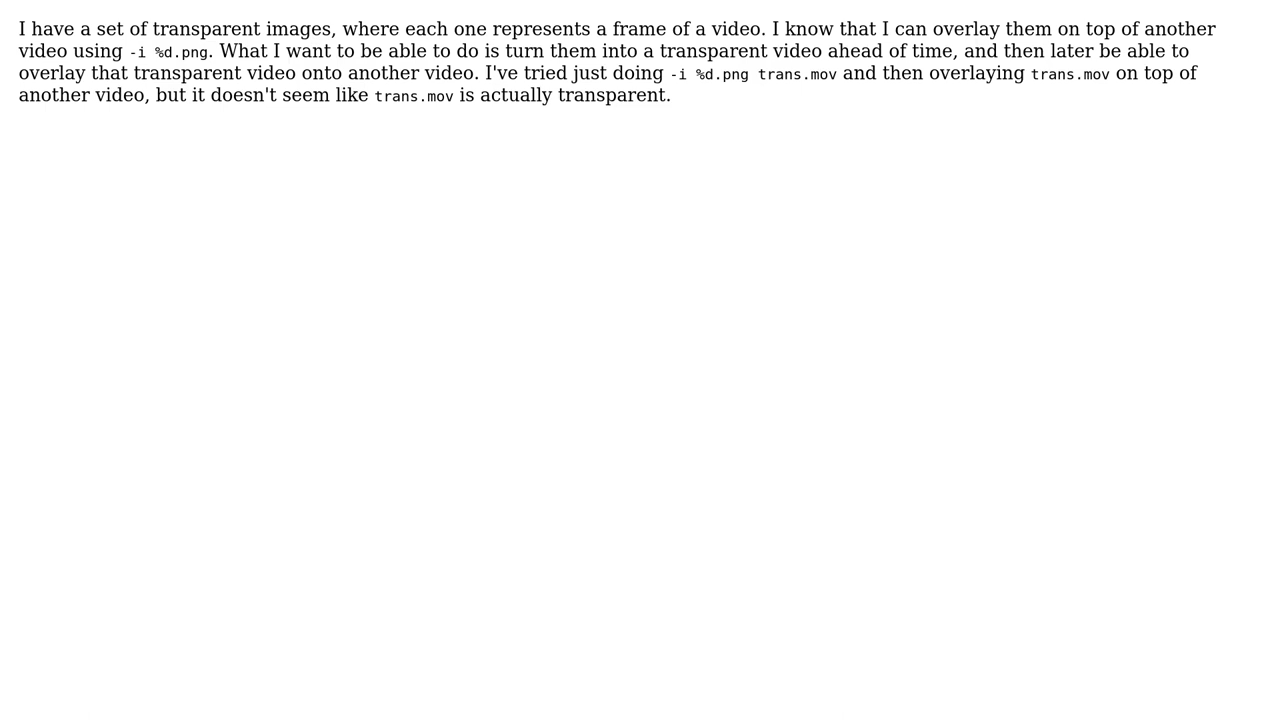 I have a set of transparent images, where each one represents a frame of a video. I know that I can overlay them on top of another
video using -i %d.png. What I want to be able to do is turn them into a transparent video ahead of time, and then later be able to
overlay that transparent video onto another video. I've tried just doing -i %d.png trans.mov and then overlaying trans.mov on top of
another video, but it doesn't seem like trans.mov is actually transparent.